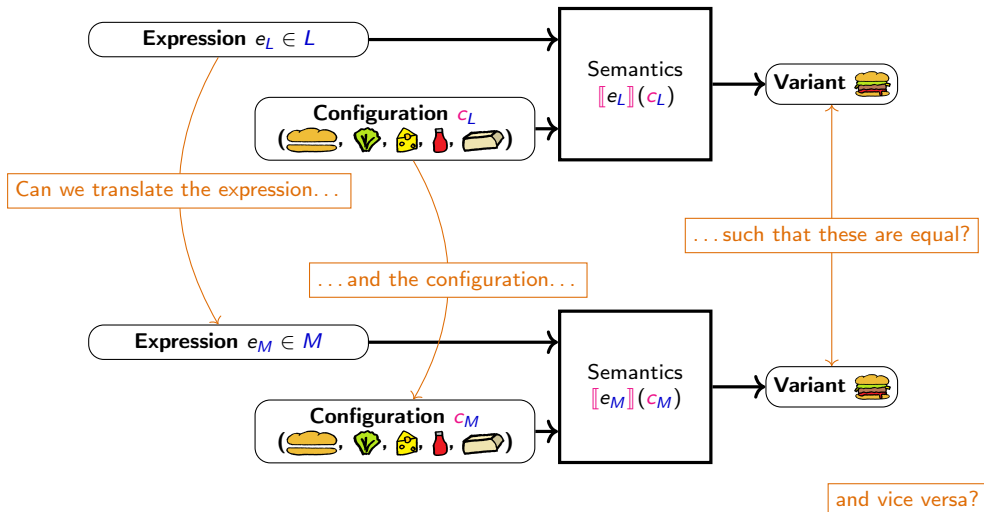 Expression e_L ∈ L
Semantics
⟦e_L⟧(c_L)
Variant
Configuration c_L
( , , , , )
Can we translate the expression...
...such that these are equal?
...and the configuration...
Expression e_M ∈ M
Semantics
⟦e_M⟧(c_M)
Variant
Configuration c_M
( , , , , )
and vice versa?